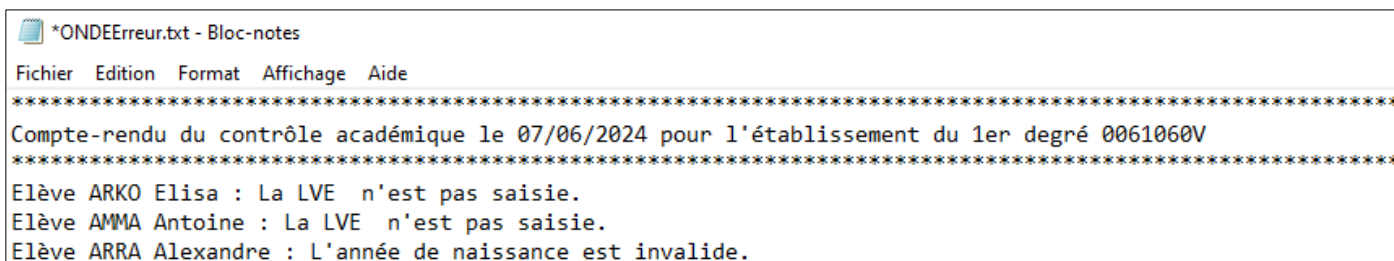 *ONDEErreur.txt - Bloc-notes
Fichier Edition Format Affichage Aide
*****************************************************************************************************************
Compte-rendu du contrôle académique le 07/06/2024 pour l'établissement du 1er degré 0061060V
*****************************************************************************************************************
Elève ARKO Elisa : La LVE  n'est pas saisie.
Elève AMMA Antoine : La LVE  n'est pas saisie.
Elève ARRA Alexandre : L'année de naissance est invalide.